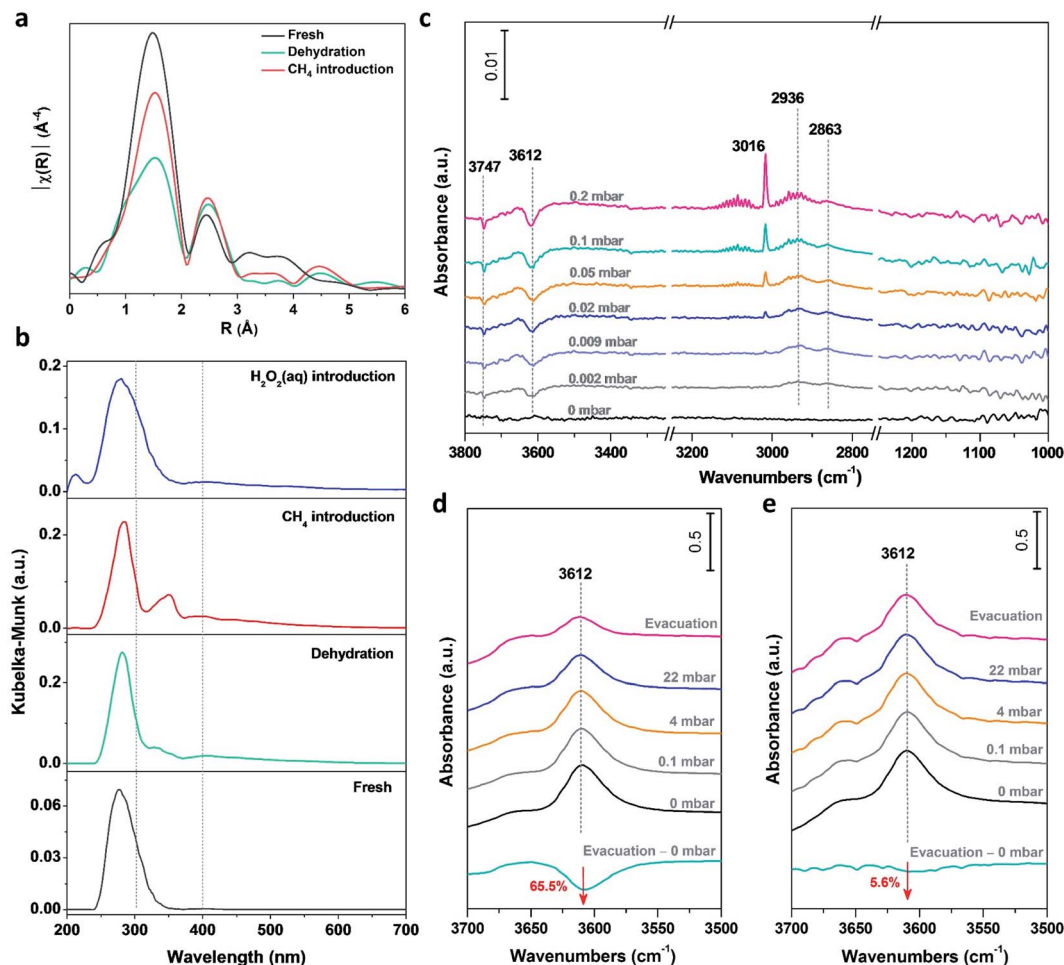 a
Fresh
Dehydration
CH₄ introduction
|χ(R)| (Å⁻⁴)
0 1 2 3 4 5 6
R (Å)
b
H₂O₂(aq) introduction
0.2
0.1
0.0
CH₄ introduction
0.2
0.0
Dehydration
0.2
0.0
Fresh
0.06
0.03
0.00
Kubelka-Munk (a.u.)
200 300 400 500 600 700
Wavelength (nm)
c
0.01
3747
3612
3016
2936
2863
0.2 mbar
0.1 mbar
0.05 mbar
0.02 mbar
0.009 mbar
0.002 mbar
0 mbar
Absorbance (a.u.)
3800 3600 3400 3200 3000 2800 1200 1100 1000
Wavenumbers (cm⁻¹)
d
0.5
3612
Evacuation
22 mbar
4 mbar
0.1 mbar
0 mbar
Evacuation – 0 mbar
65.5%
Absorbance (a.u.)
3700 3650 3600 3550 3500
Wavenumbers (cm⁻¹)
e
0.5
3612
Evacuation
22 mbar
4 mbar
0.1 mbar
0 mbar
Evacuation – 0 mbar
5.6%
Absorbance (a.u.)
3700 3650 3600 3550 3500
Wavenumbers (cm⁻¹)